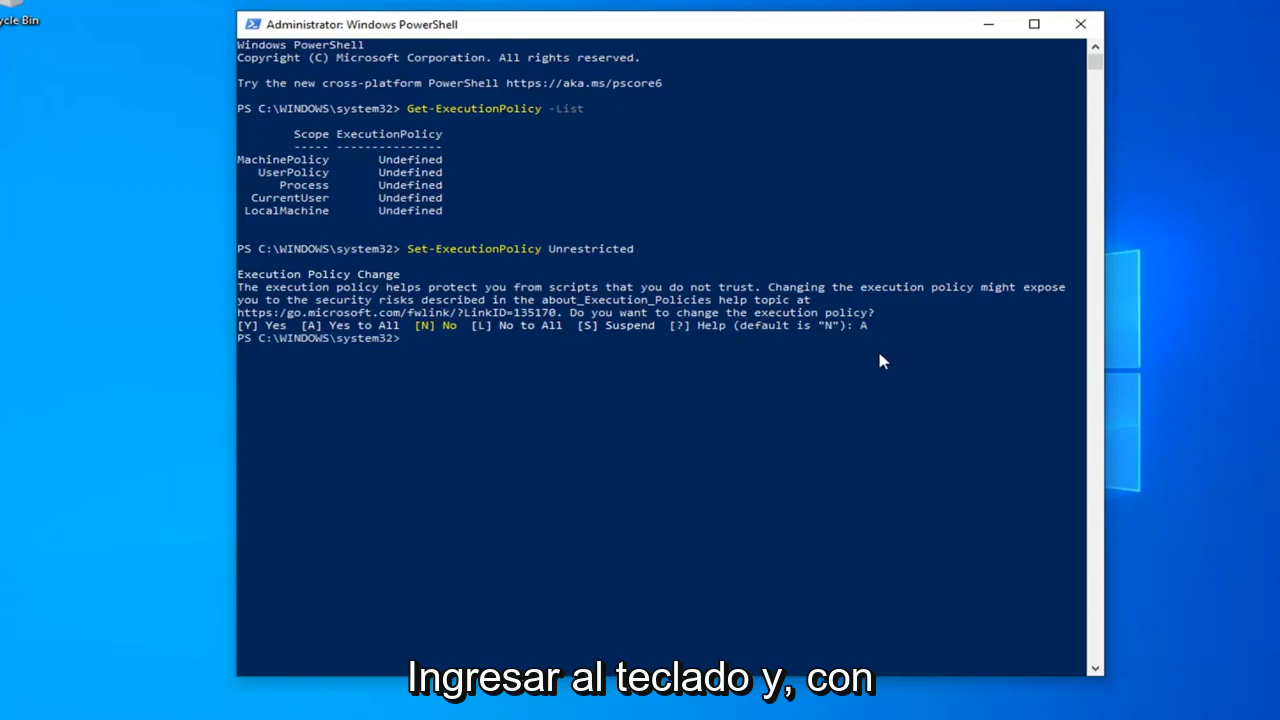 ycle Bin
Administrator: Windows PowerShell
Windows PowerShell
Copyright (C) Microsoft Corporation. All rights reserved.
Try the new cross-platform PowerShell https://aka.ms/pscore6
PS C:\WINDOWS\system32> Get-ExecutionPolicy -List
Scope ExecutionPolicy
----- ---------------
MachinePolicy Undefined
UserPolicy Undefined
Process Undefined
CurrentUser Undefined
LocalMachine Undefined
PS C:\WINDOWS\system32> Set-ExecutionPolicy Unrestricted
Execution Policy Change
The execution policy helps protect you from scripts that you do not trust. Changing the execution policy might expose
you to the security risks described in the about_Execution_Policies help topic at
https:/go.microsoft.com/fwlink/?LinkID=135170. Do you want to change the execution policy?
[Y] Yes [A] Yes to All [N] No [L] No to All [S] Suspend [?] Help (default is "N"): A
PS C:\WINDOWS\system32>
Ingresar al teclado y, con